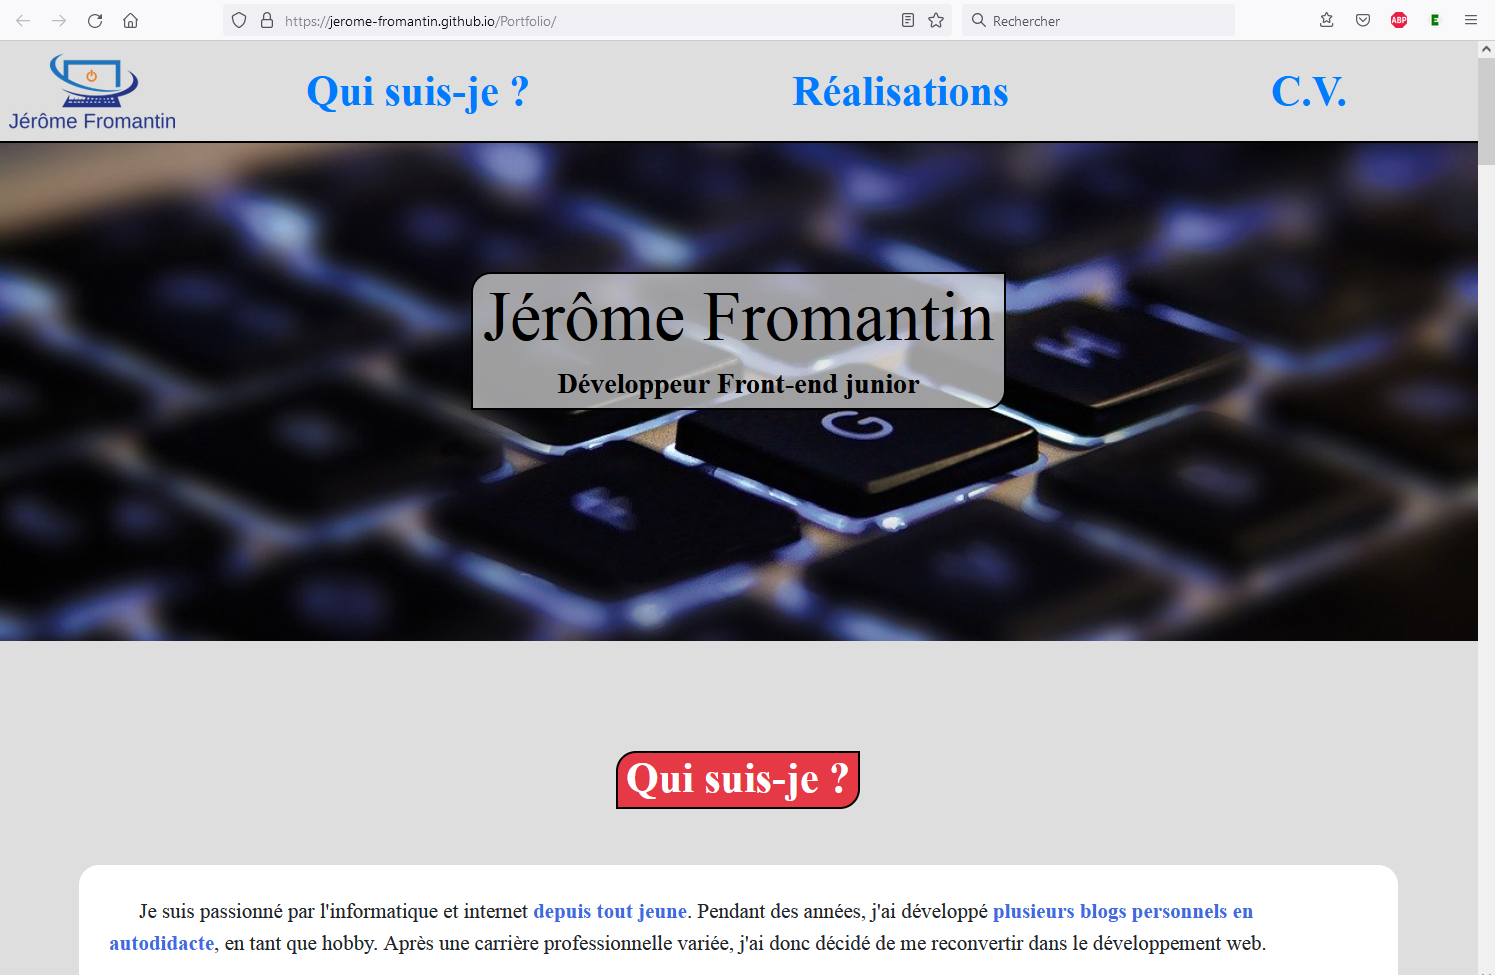 https://jerome-fromantin.github.io/Portfolio/
Rechercher
ABP
E
Jérôme Fromantin
Qui suis-je ?
Réalisations
C.V.
Jérôme Fromantin
Développeur Front-end junior
H
G
Qui suis-je ?
Je suis passionné par l'informatique et internet depuis tout jeune. Pendant des années, j'ai développé plusieurs blogs personnels en
autodidacte, en tant que hobby. Après une carrière professionnelle variée, j'ai donc décidé de me reconvertir dans le développement web.